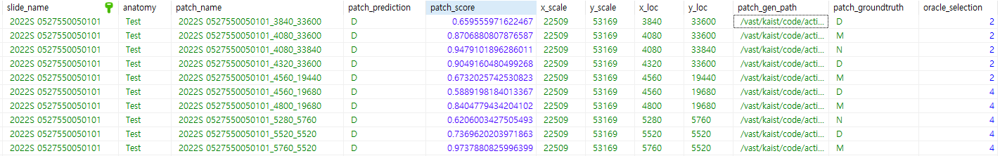 slide_name anatomy patch_name patch_prediction patch_score x_scale y_scale x_loc y_loc patch_gen_path patch_groundtruth oracle_selection
2022S 0527550050101 Test 2022S 0527550050101_3840_33600 D 0.659555971622467 22509 53169 3840 33600 /vast/kaist/code/acti... D 2
2022S 0527550050101 Test 2022S 0527550050101_4080_33600 D 0.8706880807876587 22509 53169 4080 33600 /vast/kaist/code/acti... M 2
2022S 0527550050101 Test 2022S 0527550050101_4080_33840 D 0.9479101896286011 22509 53169 4080 33840 /vast/kaist/code/acti... N 2
2022S 0527550050101 Test 2022S 0527550050101_4320_33600 D 0.9049160480499268 22509 53169 4320 33600 /vast/kaist/code/acti... D 2
2022S 0527550050101 Test 2022S 0527550050101_4560_19440 D 0.6732025742530823 22509 53169 4560 19440 /vast/kaist/code/acti... M 2
2022S 0527550050101 Test 2022S 0527550050101_4560_19680 D 0.5889198184013367 22509 53169 4560 19680 /vast/kaist/code/acti... D 4
2022S 0527550050101 Test 2022S 0527550050101_4800_19680 D 0.8404779434204102 22509 53169 4800 19680 /vast/kaist/code/acti... M 4
2022S 0527550050101 Test 2022S 0527550050101_5280_5760 D 0.6206003427505493 22509 53169 5280 5760 /vast/kaist/code/acti... N 4
2022S 0527550050101 Test 2022S 0527550050101_5520_5520 D 0.7369620203971863 22509 53169 5520 5520 /vast/kaist/code/acti... D 4
2022S 0527550050101 Test 2022S 0527550050101_5760_5520 D 0.9737880825996399 22509 53169 5760 5520 /vast/kaist/code/acti... M 4